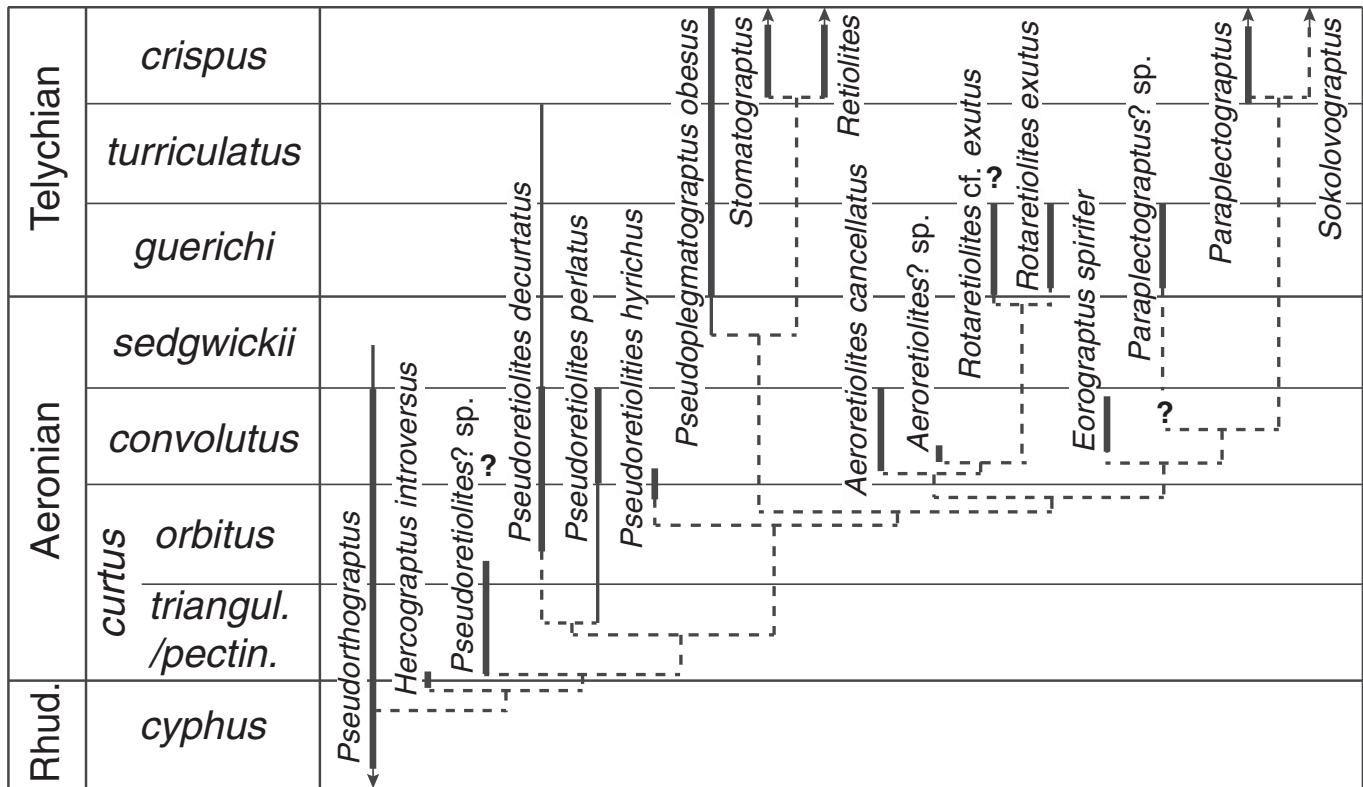 Telychian
Aeronian
Rhud.
crispus
turriculatus
guerichi
sedgwickii
convolutus
curtus
orbitus
triangul.
/pectin.
cyphus
Pseudorthograptus
Hercograptus introversus
Pseudoretiolites? sp.
?
Pseudoretiolites decurtatus
Pseudoretiolites perlatus
Pseudoretiolities hyrichus
Pseudoplegmatograptus obesus
Stomatograptus
Retiolites
Aeroretiolites cancellatus
Aeroretiolites? sp.
Rotaretiolites cf. exutus
?
Rotaretiolites exutus
Eorograptus spirifer
Paraplectograptus? sp.
?
Paraplectograptus
Sokolovograptus